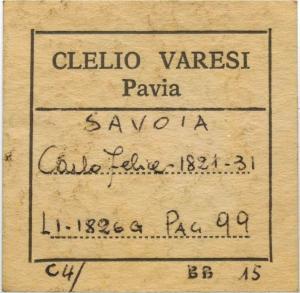 CLELIO VARESI
Pavia
SAVOIA
Carlo Felice-1821-31
L1-1826G PAG 99
C4/ BB 15